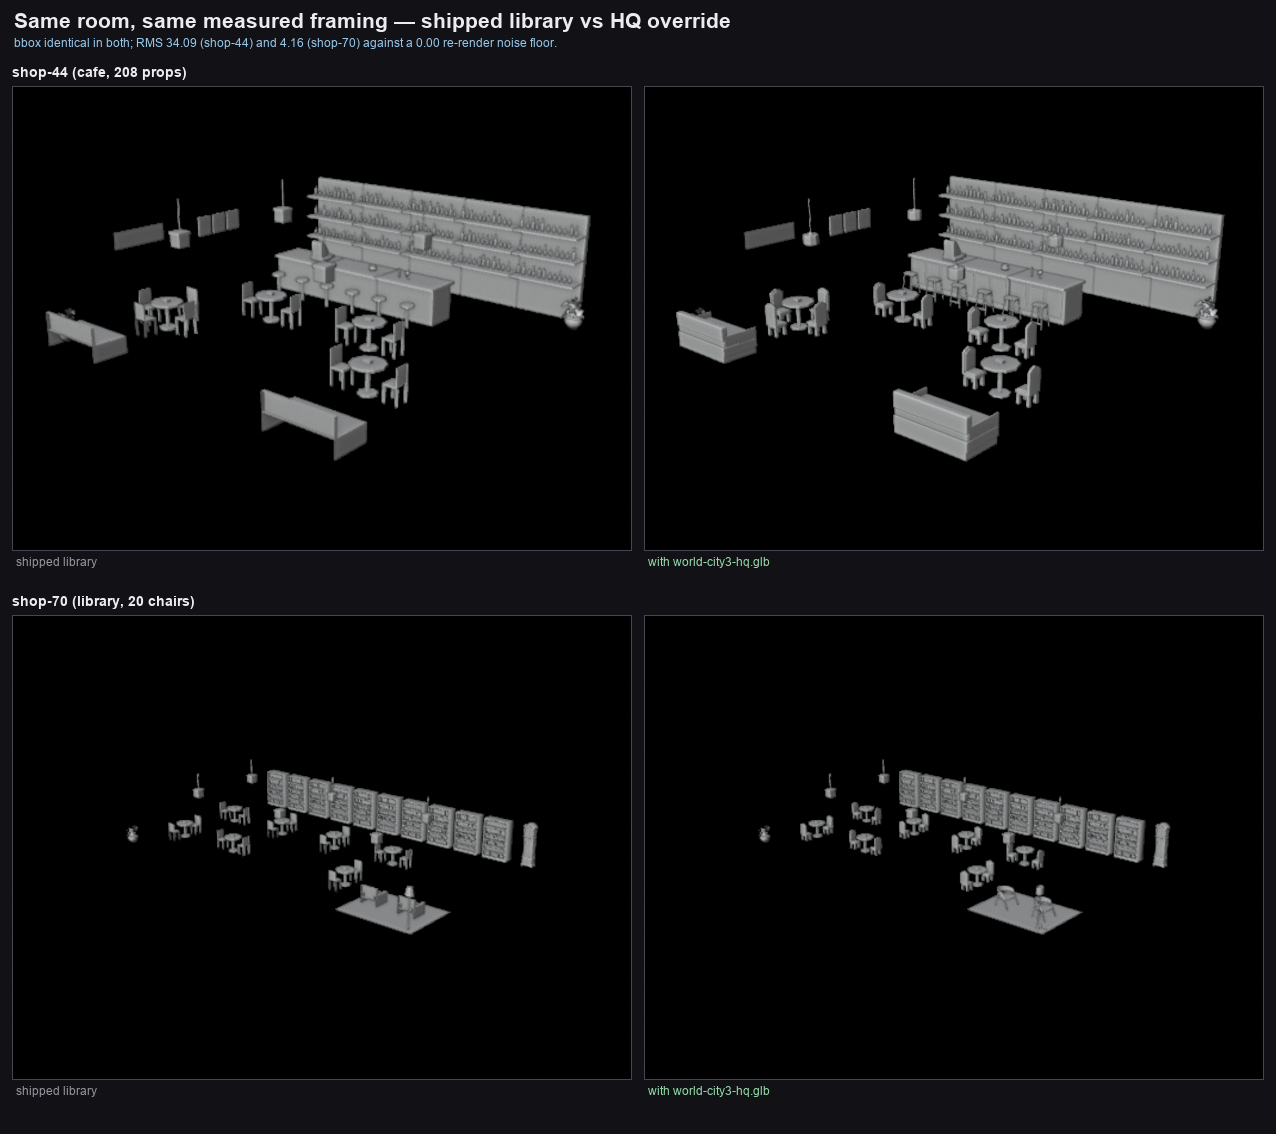 Same room, same measured framing — shipped library vs HQ override
bbox identical in both; RMS 34.09 (shop-44) and 4.16 (shop-70) against a 0.00 re-render noise floor.
shop-44 (cafe, 208 props)
shipped library
with world-city3-hq.glb
shop-70 (library, 20 chairs)
shipped library
with world-city3-hq.glb